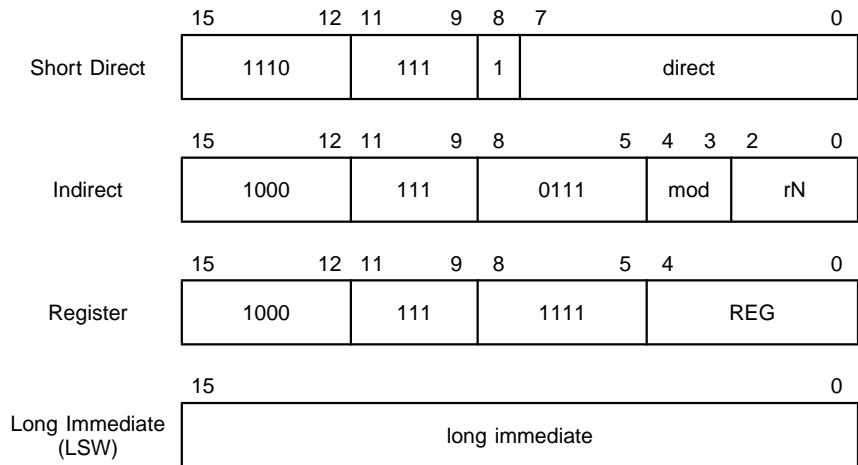 15 12 11 9 8 7 0
Short Direct 1110 111 1 direct
15 12 11 9 8 5 4 3 2 0
Indirect 1000 111 0111 mod rN
15 12 11 9 8 5 4 0
Register 1000 111 1111 REG
15 0
Long Immediate
(LSW)
long immediate